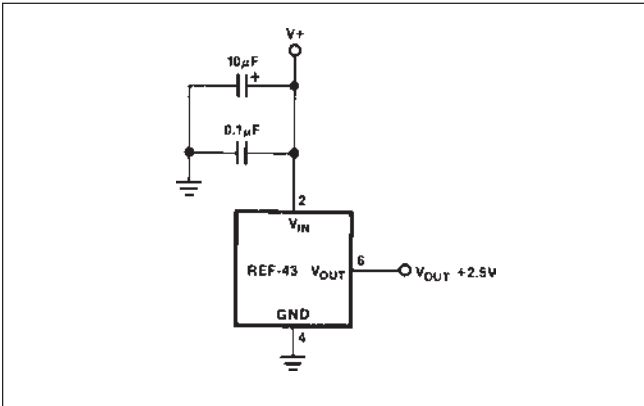 V+
10μF
+
0.1μF
2
VIN
REF-43 VOUT
6
VOUT +2.5V
GND
4